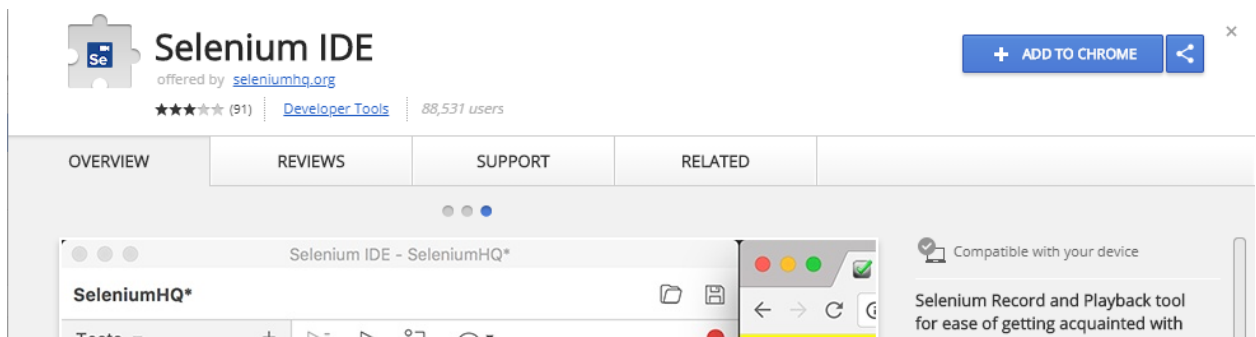 Se
Selenium IDE
offered by seleniumhq.org
(91) Developer Tools 88,531 users
+ ADD TO CHROME
×
OVERVIEW REVIEWS SUPPORT RELATED
Selenium IDE - SeleniumHQ*
SeleniumHQ*
Tests
Compatible with your device
Selenium Record and Playback tool
for ease of getting acquainted with